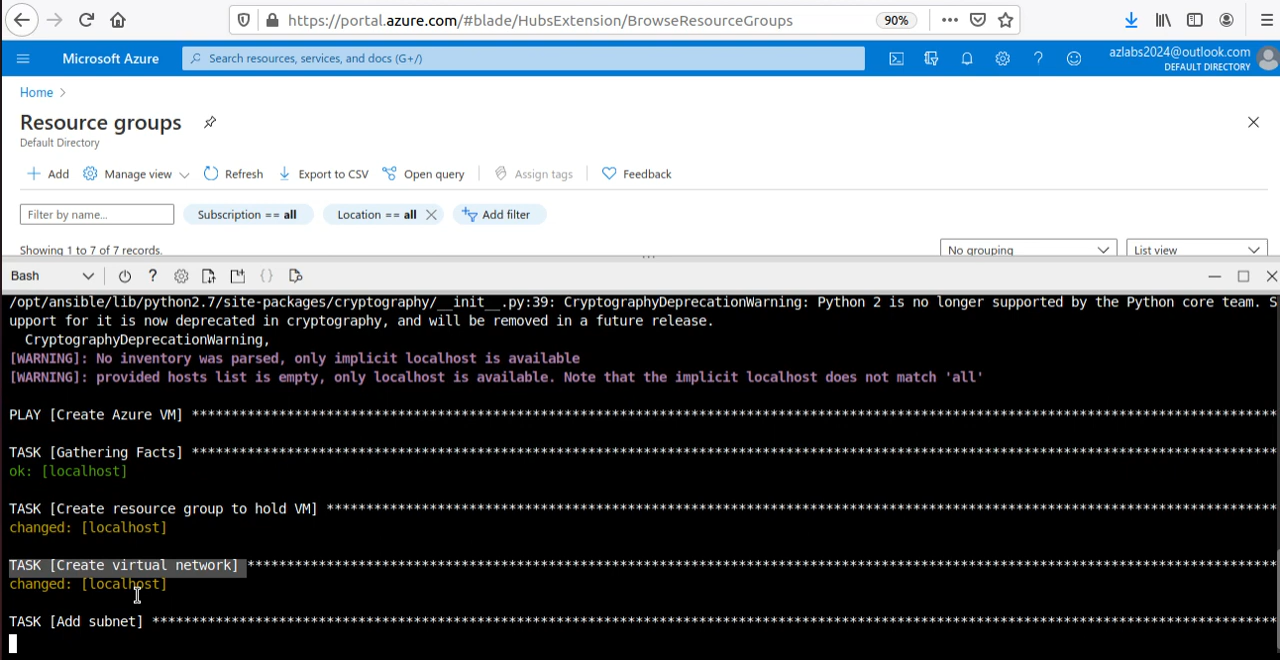 https://portal.azure.com/#blade/HubsExtension/BrowseResourceGroups
90%
Microsoft Azure
Search resources, services, and docs (G+/)
azlabs2024@outlook.com
DEFAULT DIRECTORY
Home
Resource groups
Default Directory
Add
Manage view
Refresh
Export to CSV
Open query
Assign tags
Feedback
Filter by name...
Subscription == all
Location == all
Add filter
Showing 1 to 7 of 7 records.
No grouping
List view
Bash
/opt/ansible/lib/python2.7/site-packages/cryptography/__init__.py:39: CryptographyDeprecationWarning: Python 2 is no longer supported by the Python core team. S
upport for it is now deprecated in cryptography, and will be removed in a future release.
CryptographyDeprecationWarning,
[WARNING]: No inventory was parsed, only implicit localhost is available
[WARNING]: provided hosts list is empty, only localhost is available. Note that the implicit localhost does not match 'all'
PLAY [Create Azure VM] ******************************************************************************************************************************************
TASK [Gathering Facts] ******************************************************************************************************************************************
ok: [localhost]
TASK [Create resource group to hold VM] *************************************************************************************************************************
changed: [localhost]
TASK [Create virtual network] ***********************************************************************************************************************************
changed: [localhost]
TASK [Add subnet] ***********************************************************************************************************************************************